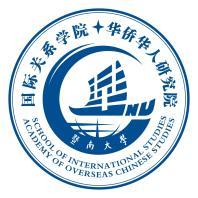 国际关系学院·华侨华人研究院
JNU
暨南大學
SCHOOL OF INTERNATIONAL STUDIES
ACADEMY OF OVERSEAS CHINESE STUDIES